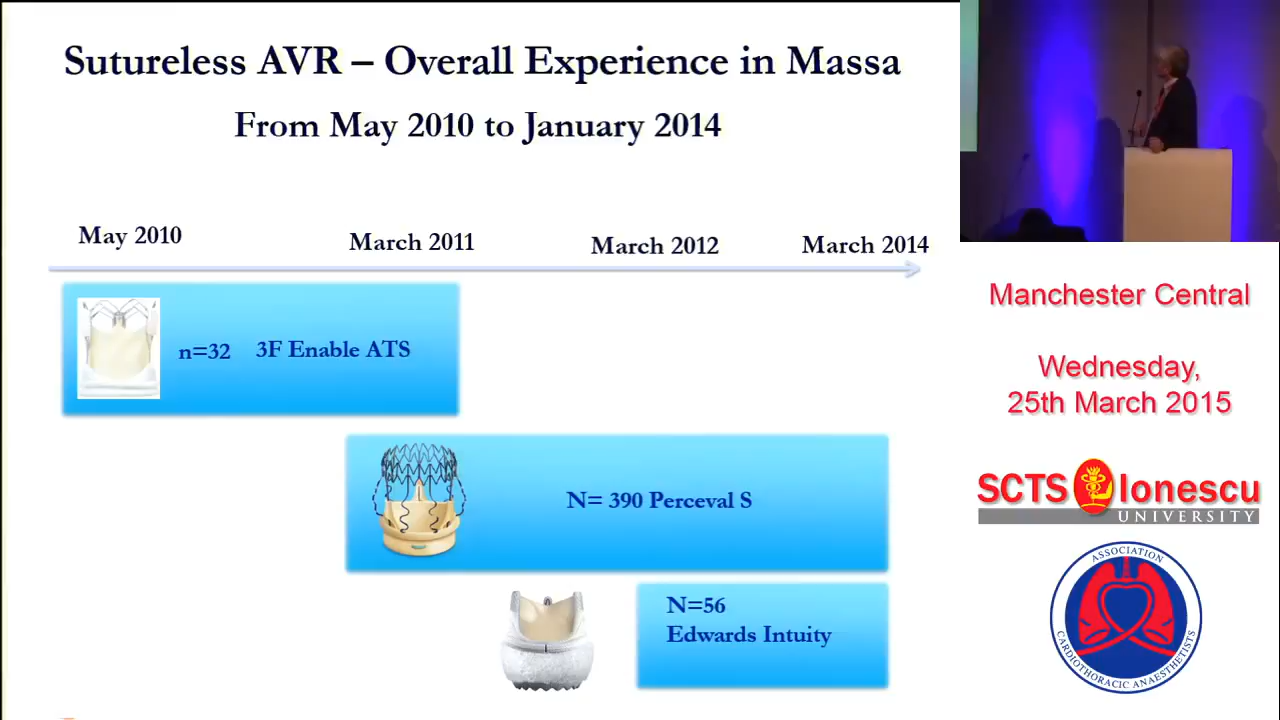 Sutureless AVR – Overall Experience in Massa
From May 2010 to January 2014
May 2010
March 2011
March 2012
March 2014
n=32 3F Enable ATS
N= 390 Perceval S
N=56
Edwards Intuity
Manchester Central
Wednesday,
25th March 2015
SCTS Ionescu
UNIVERSITY
ASSOCIATION
CARDIOTHORACIC ANAESTHETISTS